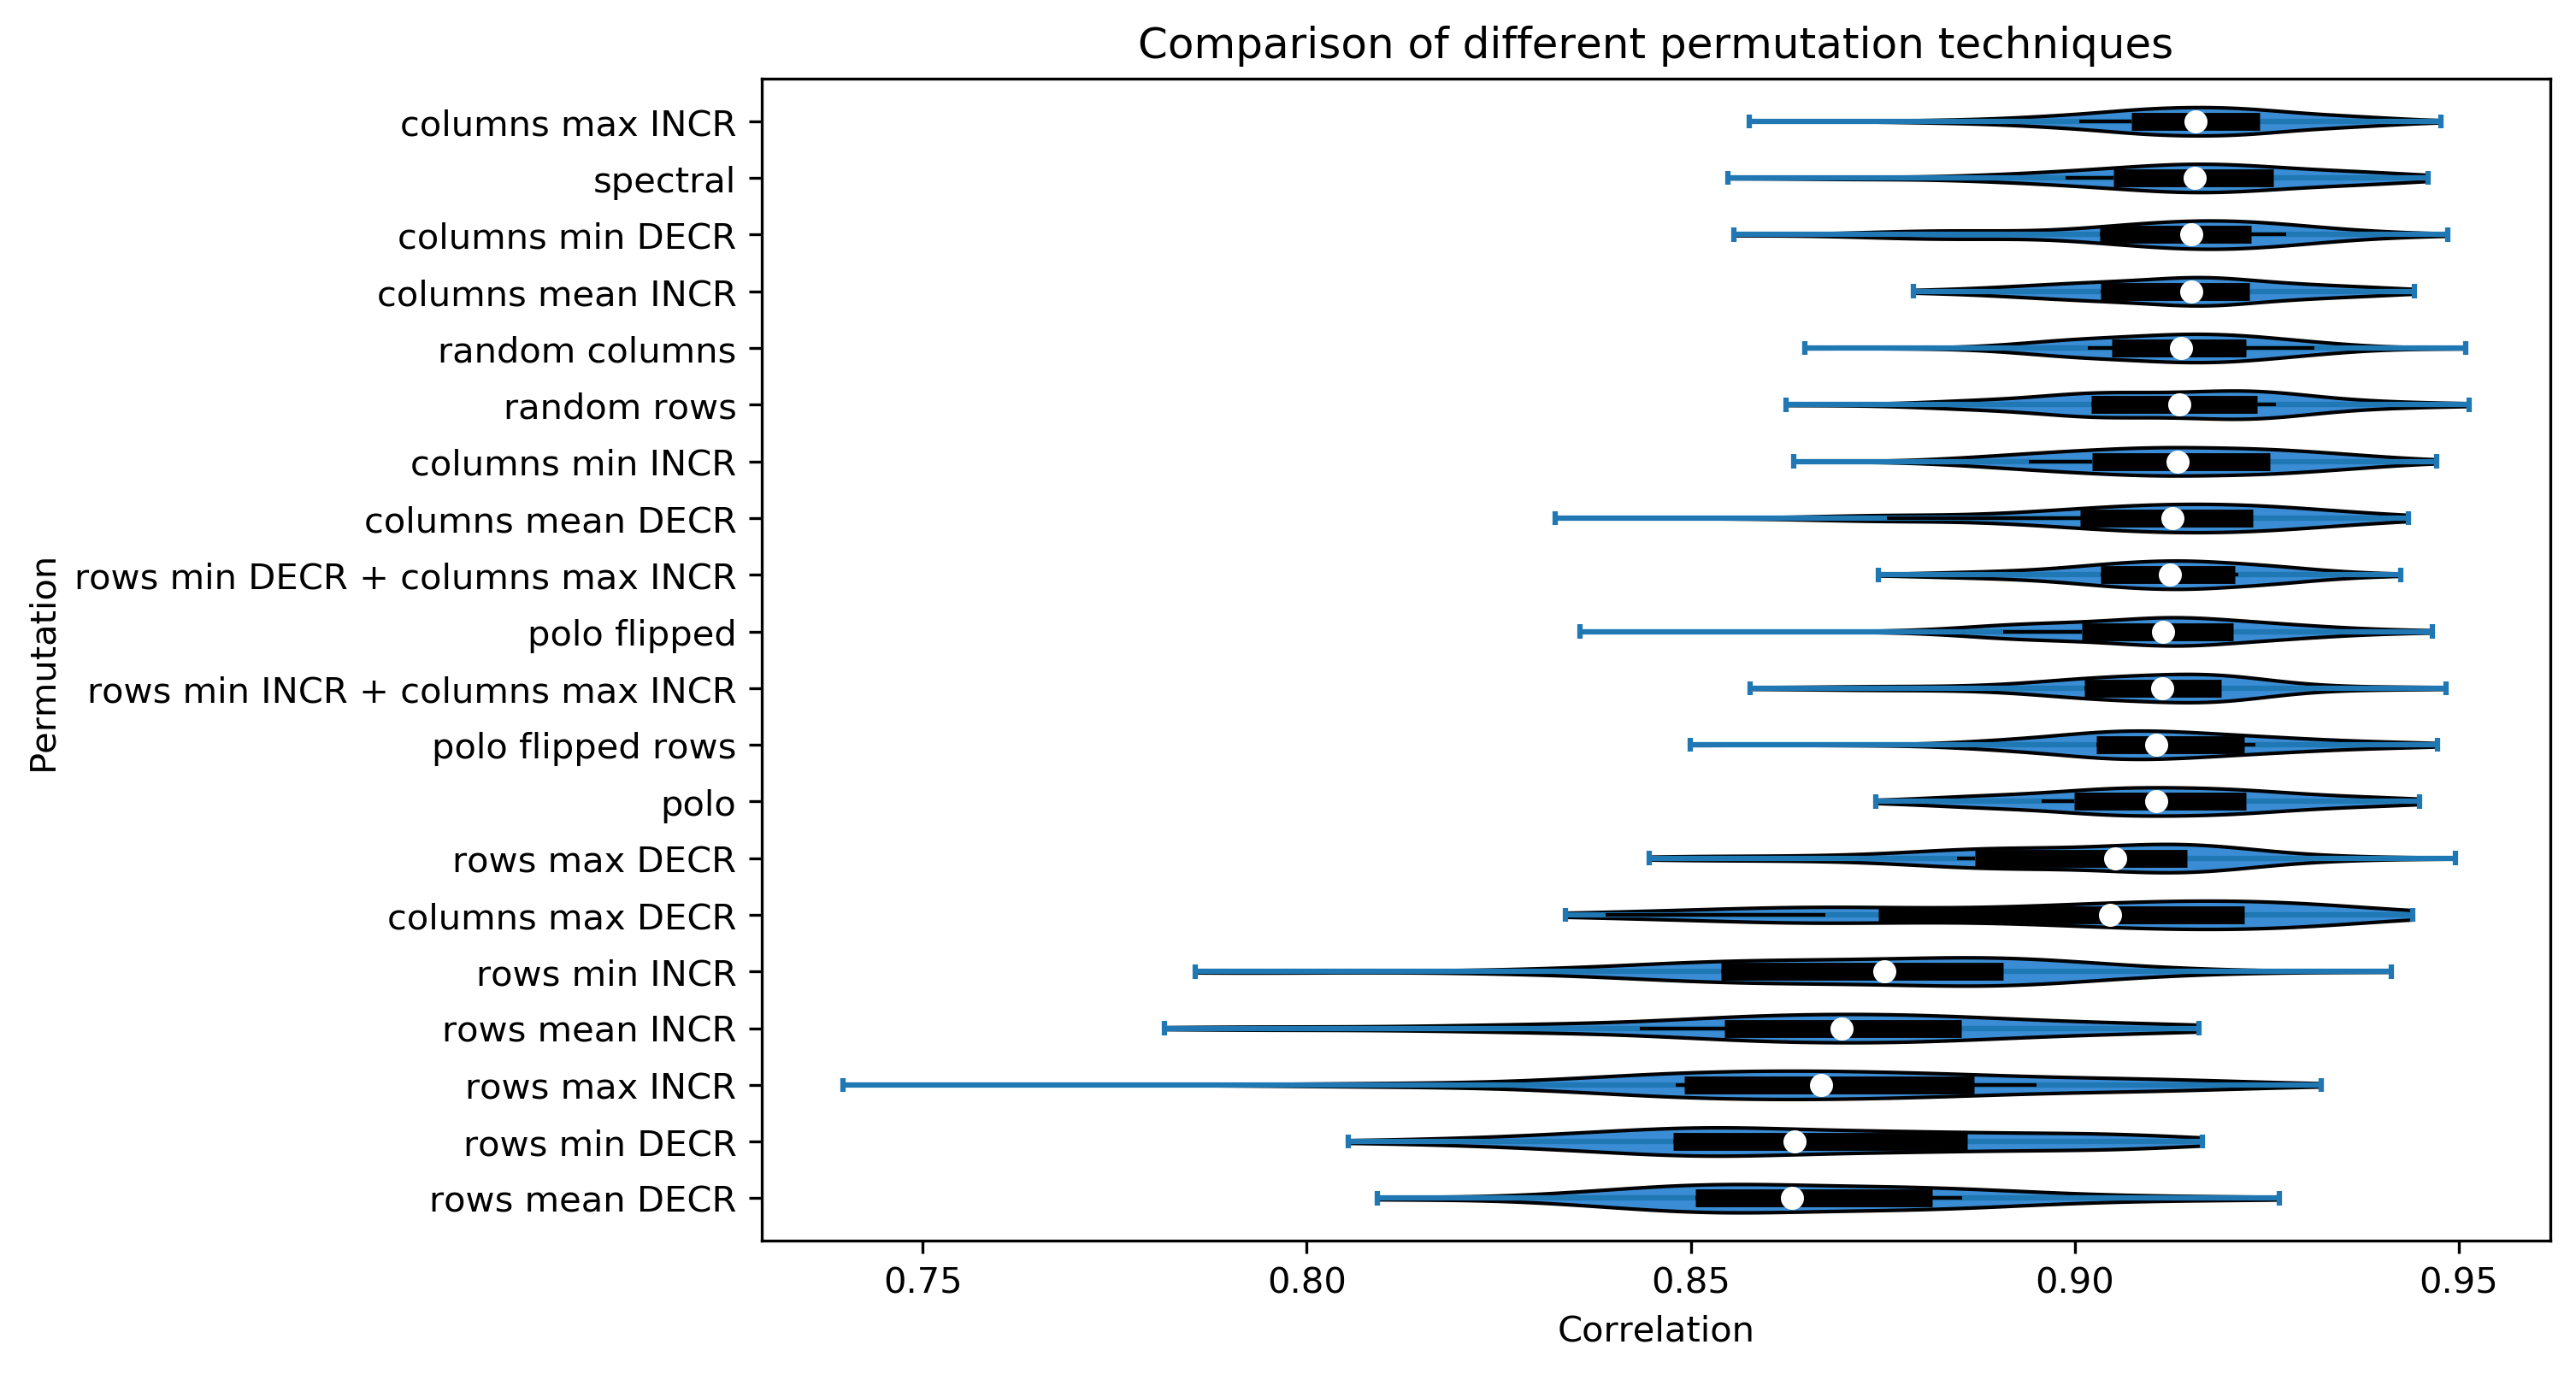 Comparison of different permutation techniques
columns max INCR
spectral
columns min DECR
columns mean INCR
random columns
random rows
columns min INCR
columns mean DECR
rows min DECR + columns max INCR
polo flipped
rows min INCR + columns max INCR
polo flipped rows
polo
rows max DECR
columns max DECR
rows min INCR
rows mean INCR
rows max INCR
rows min DECR
rows mean DECR
Permutation
0.75 0.80 0.85 0.90 0.95
Correlation